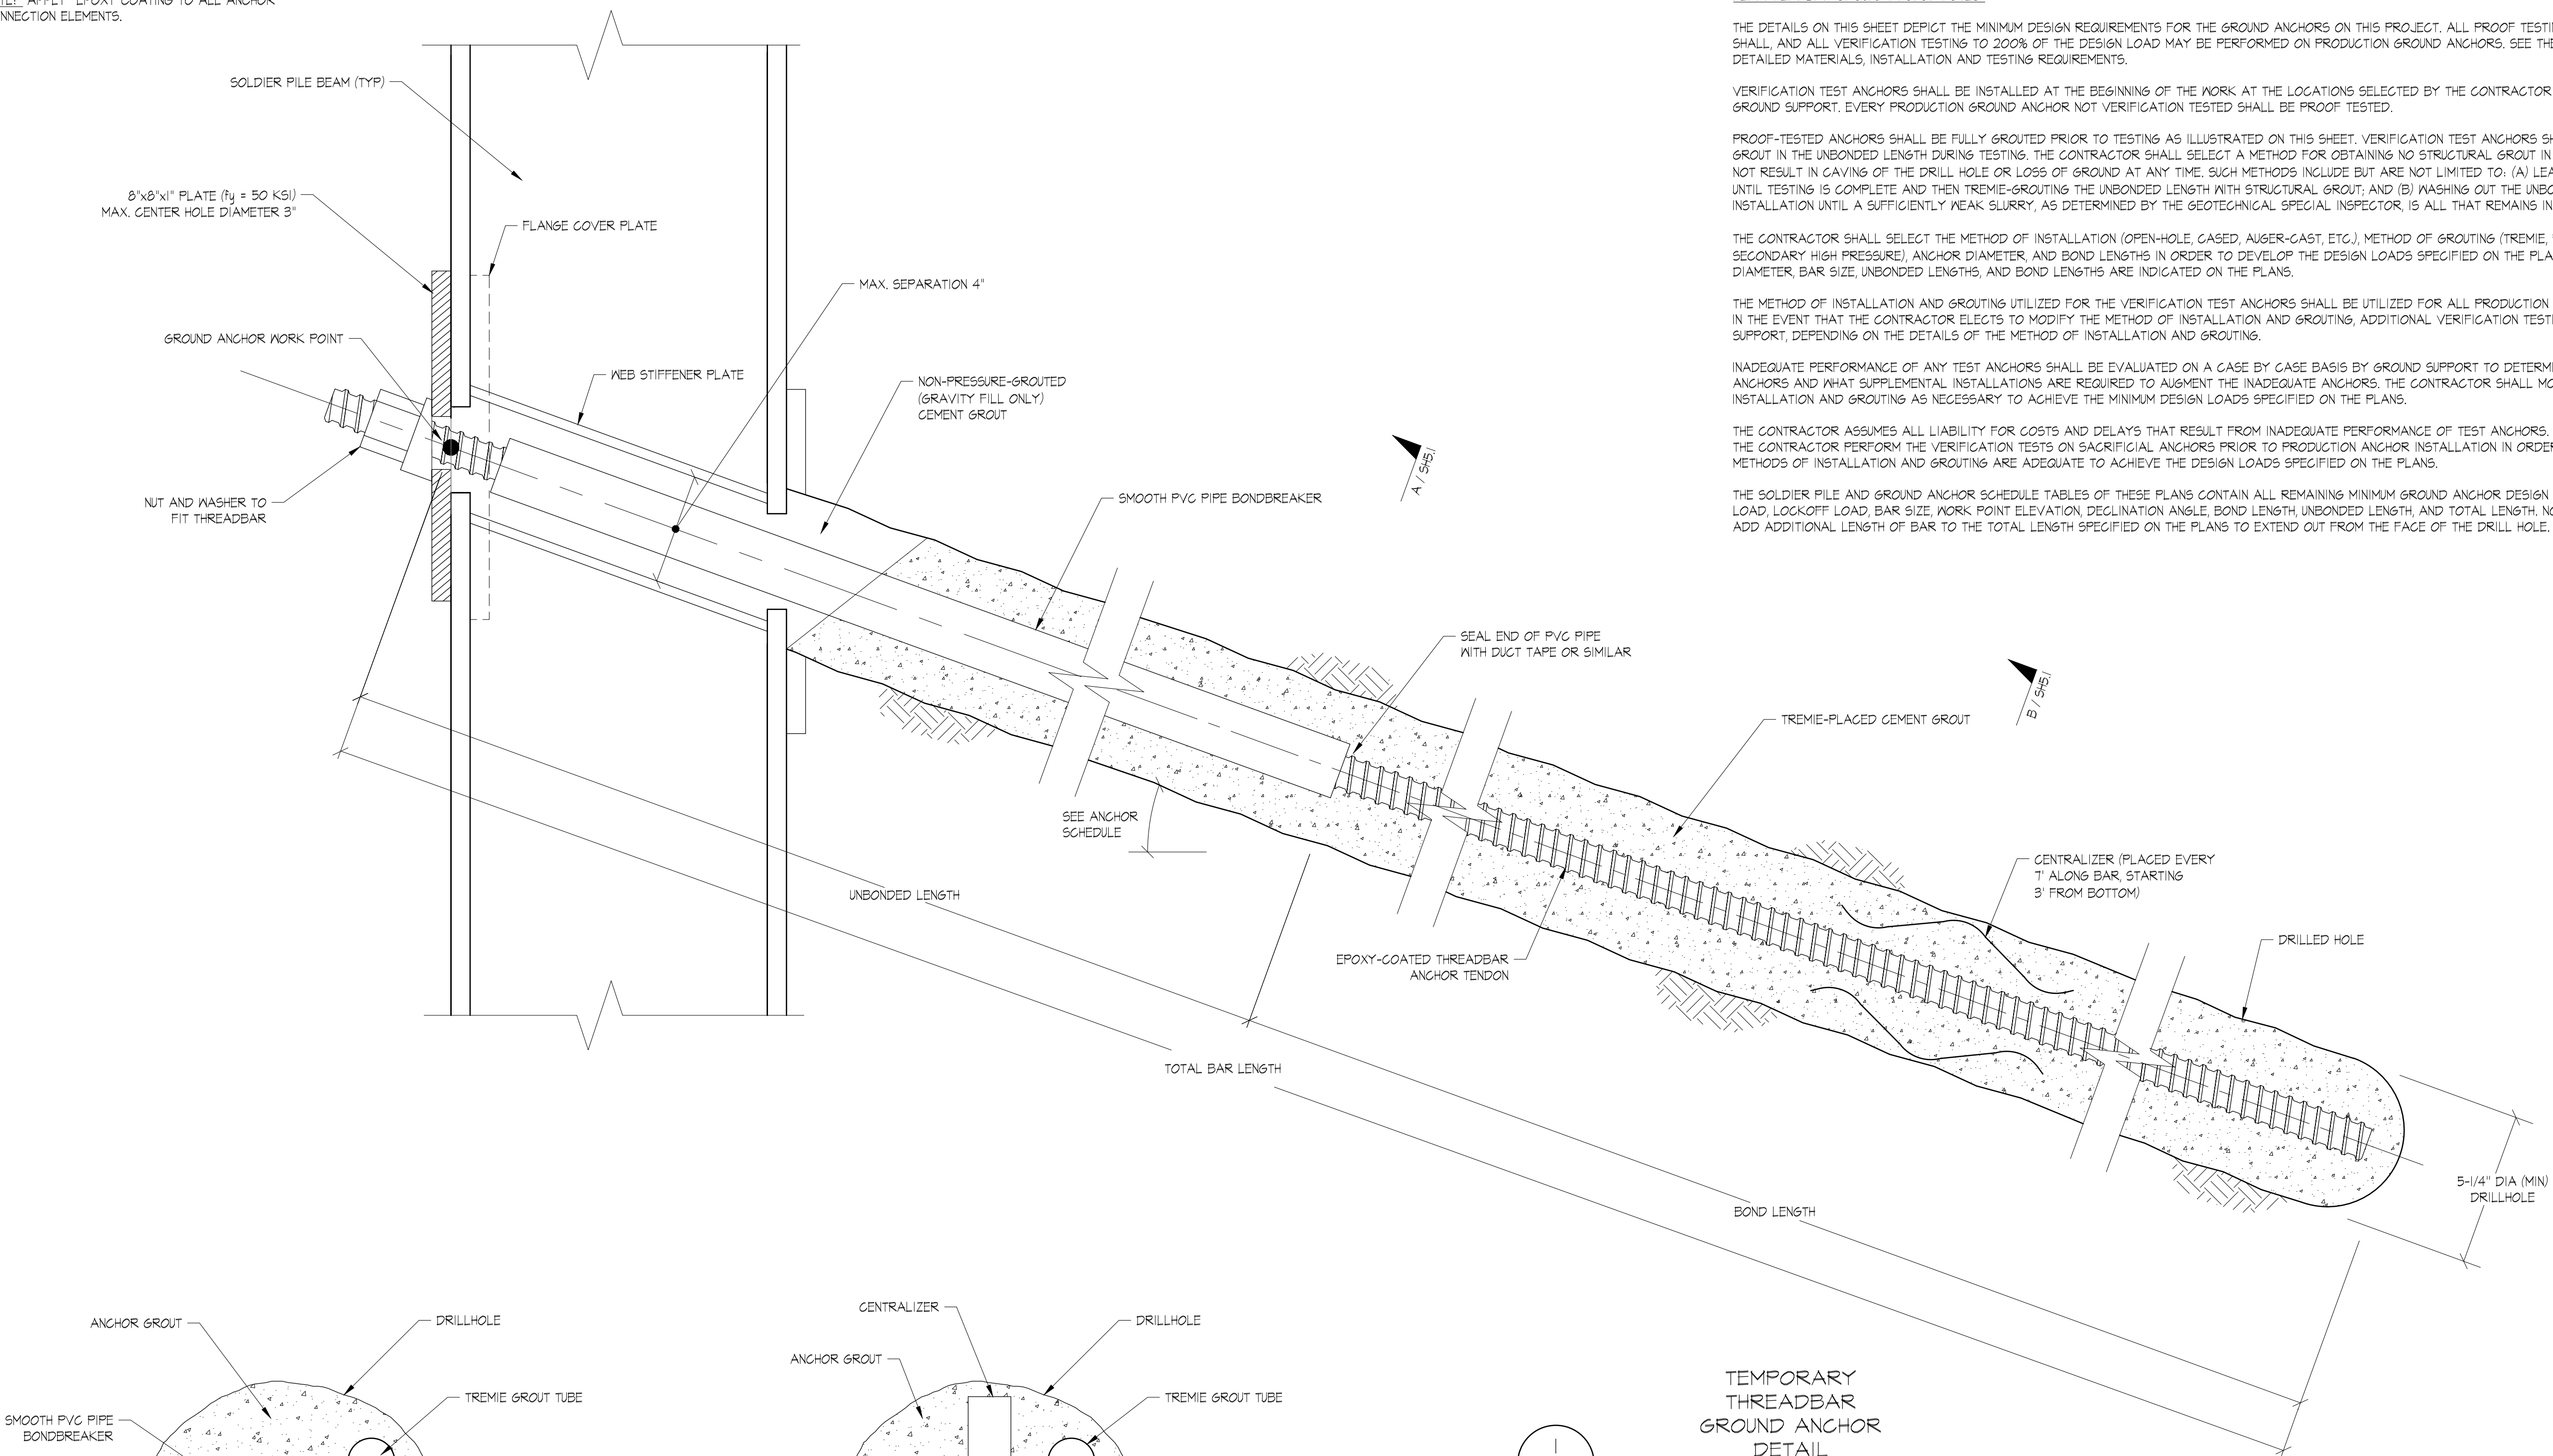 APPLY EPOXY COATING TO ALL ANCHOR
NNECTION ELEMENTS.
SOLDIER PILE BEAM (TYP)
8"x8"x1" PLATE (fy = 50 KSI)
MAX. CENTER HOLE DIAMETER 3"
FLANGE COVER PLATE
MAX. SEPARATION 4"
GROUND ANCHOR WORK POINT
WEB STIFFENER PLATE
NON-PRESSURE-GROUTED
(GRAVITY FILL ONLY)
CEMENT GROUT
NUT AND WASHER TO
FIT THREADBAR
SMOOTH PVC PIPE BONDBREAKER
A / SH5.1
SEAL END OF PVC PIPE
WITH DUCT TAPE OR SIMILAR
B / SH5.1
TREMIE-PLACED CEMENT GROUT
SEE ANCHOR
SCHEDULE
CENTRALIZER (PLACED EVERY
7' ALONG BAR, STARTING
3' FROM BOTTOM)
UNBONDED LENGTH
EPOXY-COATED THREADBAR
ANCHOR TENDON
DRILLED HOLE
TOTAL BAR LENGTH
BOND LENGTH
5-1/4" DIA (MIN)
DRILLHOLE
THE DETAILS ON THIS SHEET DEPICT THE MINIMUM DESIGN REQUIREMENTS FOR THE GROUND ANCHORS ON THIS PROJECT. ALL PROOF TESTI
SHALL, AND ALL VERIFICATION TESTING TO 200% OF THE DESIGN LOAD MAY BE PERFORMED ON PRODUCTION GROUND ANCHORS. SEE THE
DETAILED MATERIALS, INSTALLATION AND TESTING REQUIREMENTS.
VERIFICATION TEST ANCHORS SHALL BE INSTALLED AT THE BEGINNING OF THE WORK AT THE LOCATIONS SELECTED BY THE CONTRACTOR
GROUND SUPPORT. EVERY PRODUCTION GROUND ANCHOR NOT VERIFICATION TESTED SHALL BE PROOF TESTED.
PROOF-TESTED ANCHORS SHALL BE FULLY GROUTED PRIOR TO TESTING AS ILLUSTRATED ON THIS SHEET. VERIFICATION TEST ANCHORS SH
GROUT IN THE UNBONDED LENGTH DURING TESTING. THE CONTRACTOR SHALL SELECT A METHOD FOR OBTAINING NO STRUCTURAL GROUT IN
NOT RESULT IN CAVING OF THE DRILL HOLE OR LOSS OF GROUND AT ANY TIME. SUCH METHODS INCLUDE BUT ARE NOT LIMITED TO: (A) LEA
UNTIL TESTING IS COMPLETE AND THEN TREMIE-GROUTING THE UNBONDED LENGTH WITH STRUCTURAL GROUT; AND (B) WASHING OUT THE UNBO
INSTALLATION UNTIL A SUFFICIENTLY WEAK SLURRY, AS DETERMINED BY THE GEOTECHNICAL SPECIAL INSPECTOR, IS ALL THAT REMAINS IN
THE CONTRACTOR SHALL SELECT THE METHOD OF INSTALLATION (OPEN-HOLE, CASED, AUGER-CAST, ETC.), METHOD OF GROUTING (TREMIE,
SECONDARY HIGH PRESSURE), ANCHOR DIAMETER, AND BOND LENGTHS IN ORDER TO DEVELOP THE DESIGN LOADS SPECIFIED ON THE PLA
DIAMETER, BAR SIZE, UNBONDED LENGTHS, AND BOND LENGTHS ARE INDICATED ON THE PLANS.
THE METHOD OF INSTALLATION AND GROUTING UTILIZED FOR THE VERIFICATION TEST ANCHORS SHALL BE UTILIZED FOR ALL PRODUCTION
IN THE EVENT THAT THE CONTRACTOR ELECTS TO MODIFY THE METHOD OF INSTALLATION AND GROUTING, ADDITIONAL VERIFICATION TESTI
SUPPORT, DEPENDING ON THE DETAILS OF THE METHOD OF INSTALLATION AND GROUTING.
INADEQUATE PERFORMANCE OF ANY TEST ANCHORS SHALL BE EVALUATED ON A CASE BY CASE BASIS BY GROUND SUPPORT TO DETERMI
ANCHORS AND WHAT SUPPLEMENTAL INSTALLATIONS ARE REQUIRED TO AUGMENT THE INADEQUATE ANCHORS. THE CONTRACTOR SHALL MO
INSTALLATION AND GROUTING AS NECESSARY TO ACHIEVE THE MINIMUM DESIGN LOADS SPECIFIED ON THE PLANS.
THE CONTRACTOR ASSUMES ALL LIABILITY FOR COSTS AND DELAYS THAT RESULT FROM INADEQUATE PERFORMANCE OF TEST ANCHORS.
THE CONTRACTOR PERFORM THE VERIFICATION TESTS ON SACRIFICIAL ANCHORS PRIOR TO PRODUCTION ANCHOR INSTALLATION IN ORDER
METHODS OF INSTALLATION AND GROUTING ARE ADEQUATE TO ACHIEVE THE DESIGN LOADS SPECIFIED ON THE PLANS.
THE SOLDIER PILE AND GROUND ANCHOR SCHEDULE TABLES OF THESE PLANS CONTAIN ALL REMAINING MINIMUM GROUND ANCHOR DESIGN
LOAD, LOCKOFF LOAD, BAR SIZE, WORK POINT ELEVATION, DECLINATION ANGLE, BOND LENGTH, UNBONDED LENGTH, AND TOTAL LENGTH. NO
ADD ADDITIONAL LENGTH OF BAR TO THE TOTAL LENGTH SPECIFIED ON THE PLANS TO EXTEND OUT FROM THE FACE OF THE DRILL HOLE.
ANCHOR GROUT
DRILLHOLE
TREMIE GROUT TUBE
SMOOTH PVC PIPE
BONDBREAKER
CENTRALIZER
DRILLHOLE
ANCHOR GROUT
TREMIE GROUT TUBE
1
TEMPORARY
THREADBAR
GROUND ANCHOR
DETAIL